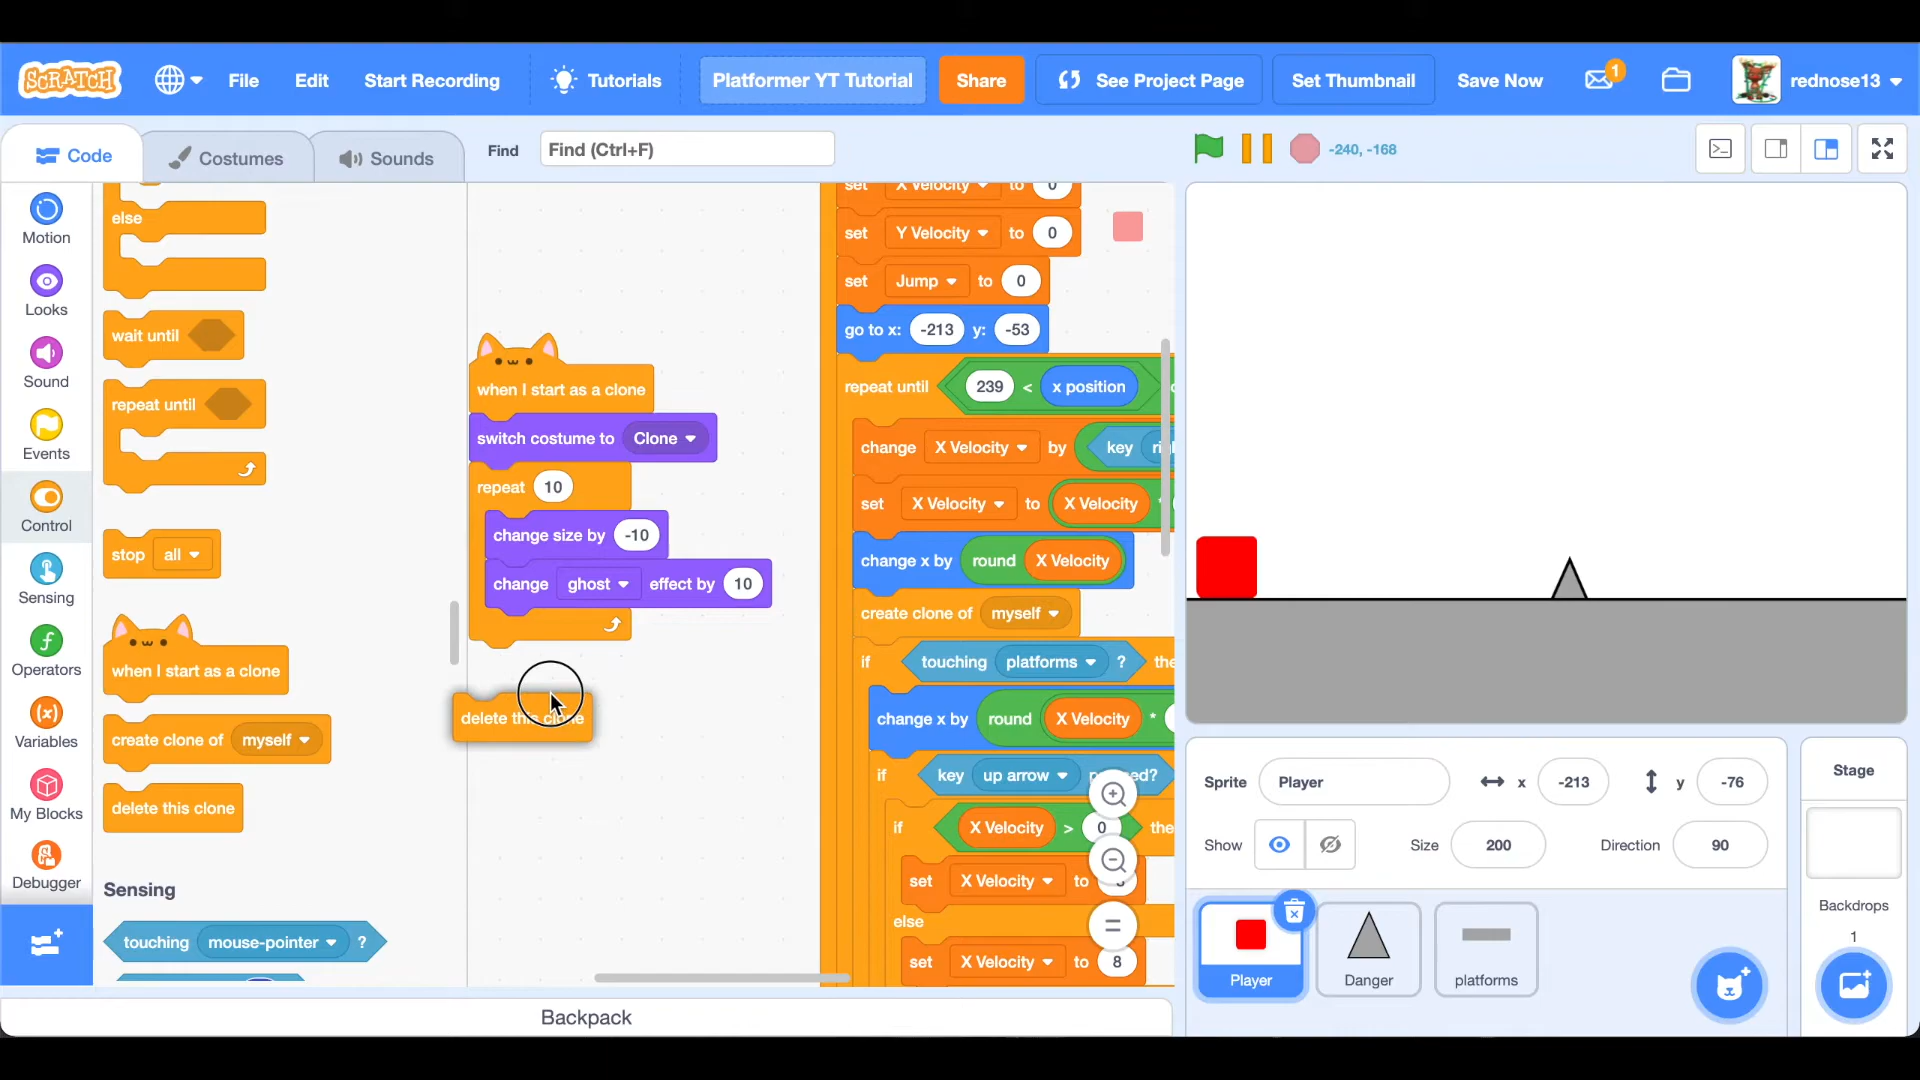 SCRATCH File Edit Start Recording Tutorials Platformer YT Tutorial Share See Project Page Set Thumbnail Save Now 1 rednose13
Code Costumes Sounds Find Find (Ctrl+F) -240, -168
Motion
Looks
Sound
Events
Control
Sensing
Operators
Variables
My Blocks
Debugger
else
wait until
repeat until
stop all
when I start as a clone
create clone of myself
delete this clone
Sensing
touching mouse-pointer ?
when I start as a clone
switch costume to Clone
repeat 10
change size by -10
change ghost effect by 10
delete this clone
set X Velocity to 0
set Y Velocity to 0
set Jump to 0
go to x: -213 y: -53
repeat until 239 < x position
change X Velocity by key
set X Velocity to X Velocity *
change x by round X Velocity
create clone of myself
if touching platforms ? the
change x by round X Velocity *
if key up arrow
if X Velocity > 0 the
set X Velocity to
else
set X Velocity to 8
Backpack
Sprite Player x -213 y -76
Show Size 200 Direction 90
Player
Danger
platforms
Stage
Backdrops
1